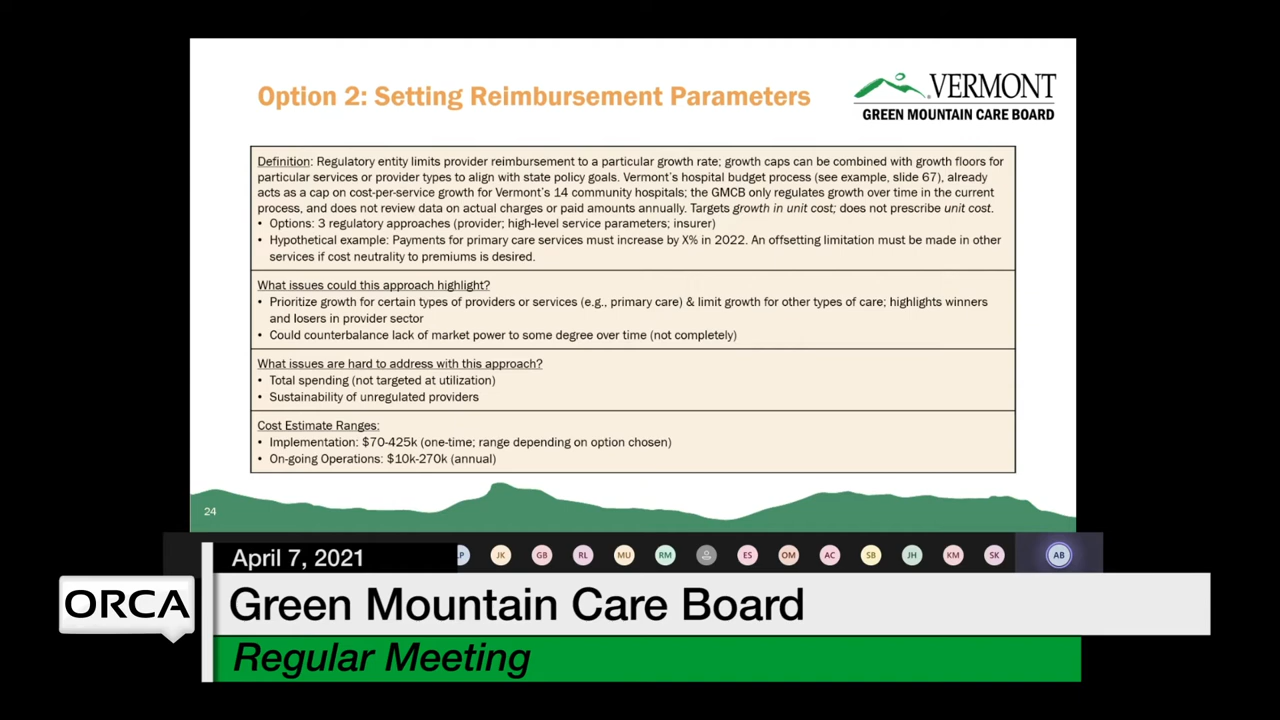 Option 2: Setting Reimbursement Parameters
VERMONT
GREEN MOUNTAIN CARE BOARD
Definition: Regulatory entity limits provider reimbursement to a particular growth rate; growth caps can be combined with growth floors for
particular services or provider types to align with state policy goals. Vermont's hospital budget process (see example, slide 67), already
acts as a cap on cost-per-service growth for Vermont's 14 community hospitals; the GMCB only regulates growth over time in the current
process, and does not review data on actual charges or paid amounts annually. Targets growth in unit cost; does not prescribe unit cost.
• Options: 3 regulatory approaches (provider; high-level service parameters; insurer)
• Hypothetical example: Payments for primary care services must increase by X% in 2022. An offsetting limitation must be made in other
services if cost neutrality to premiums is desired.
What issues could this approach highlight?
• Prioritize growth for certain types of providers or services (e.g., primary care) & limit growth for other types of care; highlights winners
and losers in provider sector
• Could counterbalance lack of market power to some degree over time (not completely)
What issues are hard to address with this approach?
• Total spending (not targeted at utilization)
• Sustainability of unregulated providers
Cost Estimate Ranges:
• Implementation: $70-425k (one-time; range depending on option chosen)
• On-going Operations: $10k-270k (annual)
24
April 7, 2021
P JK GB RL MU RM ES OM AC SB JH KM SK AB
ORCA
Green Mountain Care Board
Regular Meeting